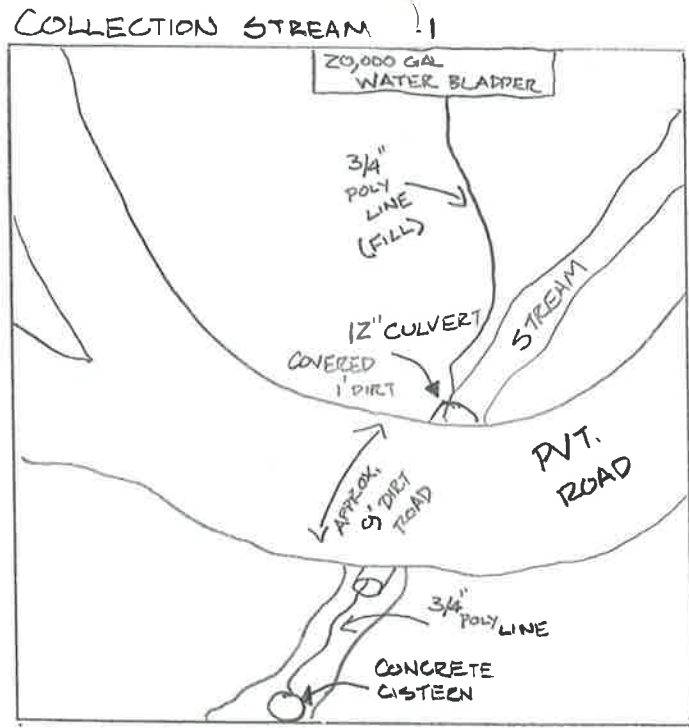 COLLECTION STREAM #1
20,000 GAL
WATER BLADDER
3/4"
POLY
LINE
(FILL)
STREAM
12" CULVERT
COVERED
1' DIRT
PVT.
ROAD
APPROX.
9' DIRT
ROAD
3/4"
POLY LINE
CONCRETE
CISTERN